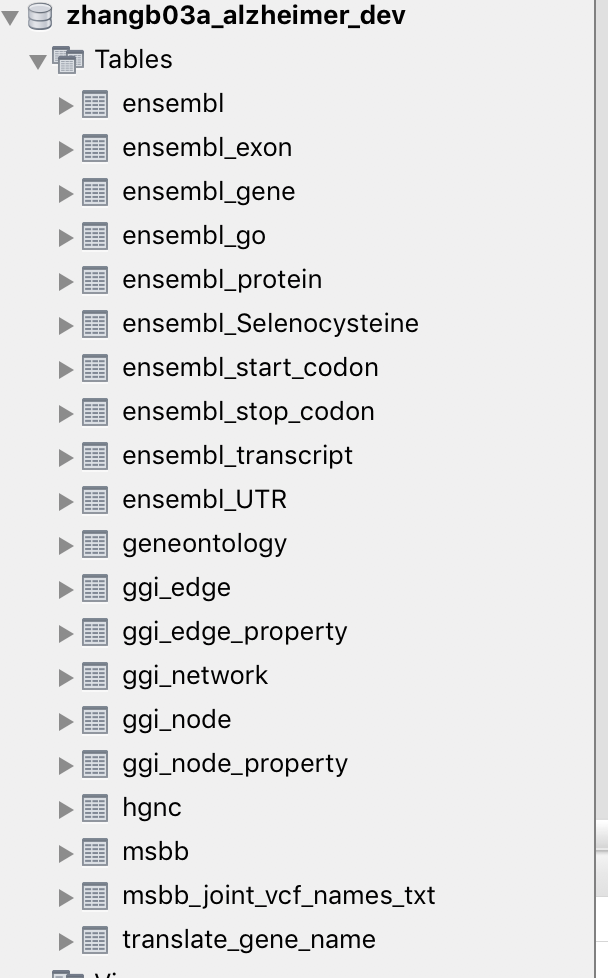 zhangb03a_alzheimer_dev
Tables
ensembl
ensembl_exon
ensembl_gene
ensembl_go
ensembl_protein
ensembl_Selenocysteine
ensembl_start_codon
ensembl_stop_codon
ensembl_transcript
ensembl_UTR
geneontology
ggi_edge
ggi_edge_property
ggi_network
ggi_node
ggi_node_property
hgnc
msbb
msbb_joint_vcf_names_txt
translate_gene_name